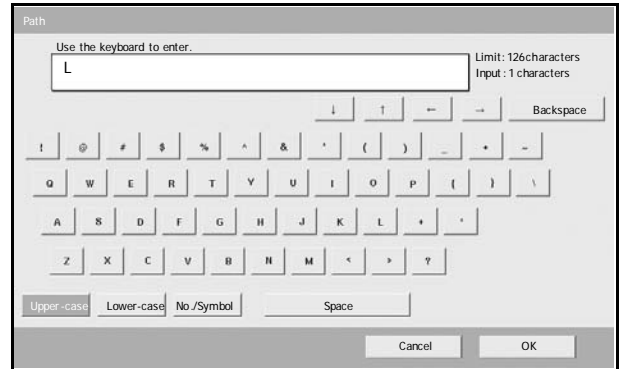 Path
Use the keyboard to enter.
Limit: 126characters
L
Input : 1 characters
↓ ↑ ← → Backspace
! @ # $ % ^ & ( ) _
Q W E R T Y U I O P \
A S D F G H J K L
Z X C V B N M < > ?
Upper-case Lower-case No./Symbol Space
Cancel OK